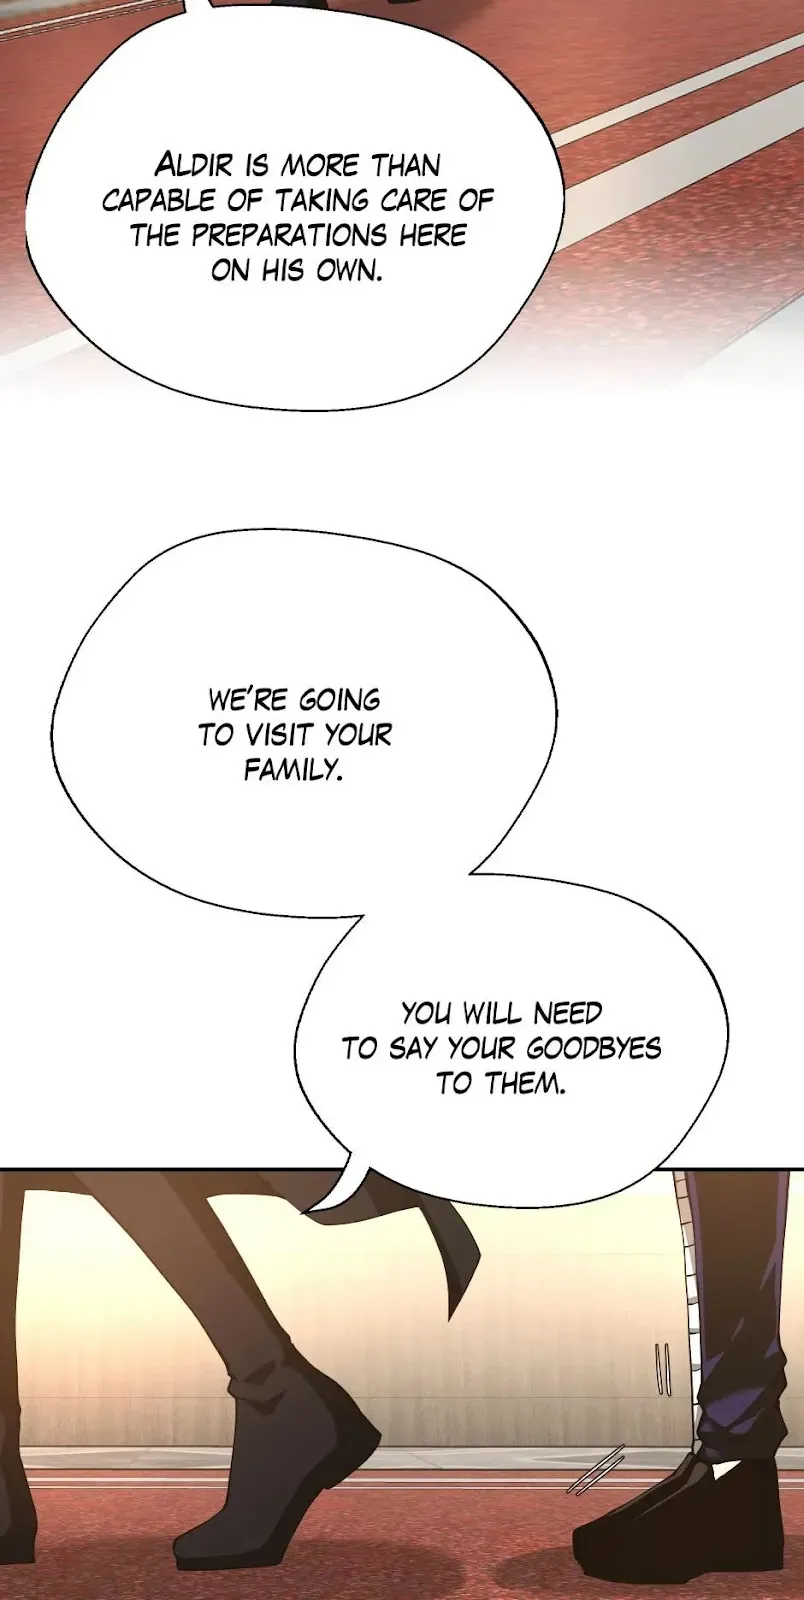 ALDIR IS MORE THAN
CAPABLE OF TAKING CARE OF
THE PREPARATIONS HERE
ON HIS OWN.
WE'RE GOING
TO VISIT YOUR
FAMILY.
YOU WILL NEED
TO SAY YOUR GOODBYES
TO THEM.